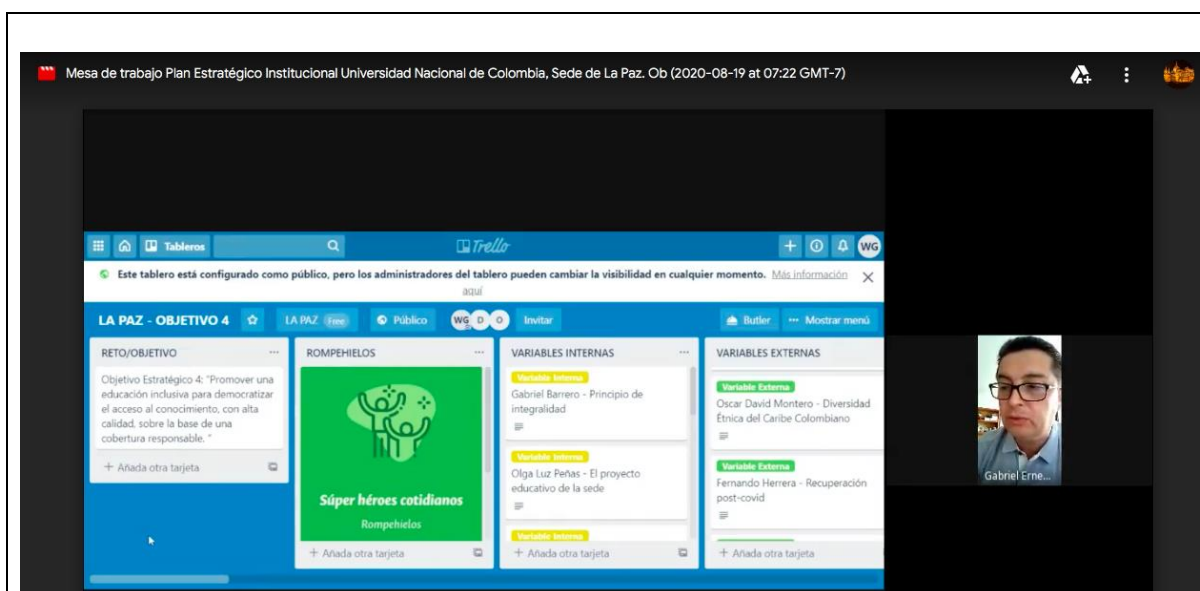 Mesa de trabajo Plan Estratégico Institucional Universidad Nacional de Colombia, Sede de La Paz. Ob (2020-08-19 at 07:22 GMT-7)
Tableros
Trello
WG
Este tablero está configurado como público, pero los administradores del tablero pueden cambiar la visibilidad en cualquier momento. Más información
aquí
LA PAZ - OBJETIVO 4
LA PAZ Free
Público
WG D O
Invitar
Butler
Mostrar menú
RETO/OBJETIVO
Objetivo Estratégico 4: "Promover una
educación inclusiva para democratizar
el acceso al conocimiento, con alta
calidad, sobre la base de una
cobertura responsable. "
+ Añada otra tarjeta
ROMPEHIELOS
Súper héroes cotidianos
Rompehielos
+ Añada otra tarjeta
VARIABLES INTERNAS
Variable Interna
Gabriel Barrero - Principio de
integralidad
Variable Interna
Olga Luz Peñas - El proyecto
educativo de la sede
Variable Interna
+ Añada otra tarjeta
VARIABLES EXTERNAS
Variable Externa
Oscar David Montero - Diversidad
Étnica del Caribe Colombiano
Variable Externa
Fernando Herrera - Recuperación
post-covid
+ Añada otra tarjeta
Gabriel Erne...